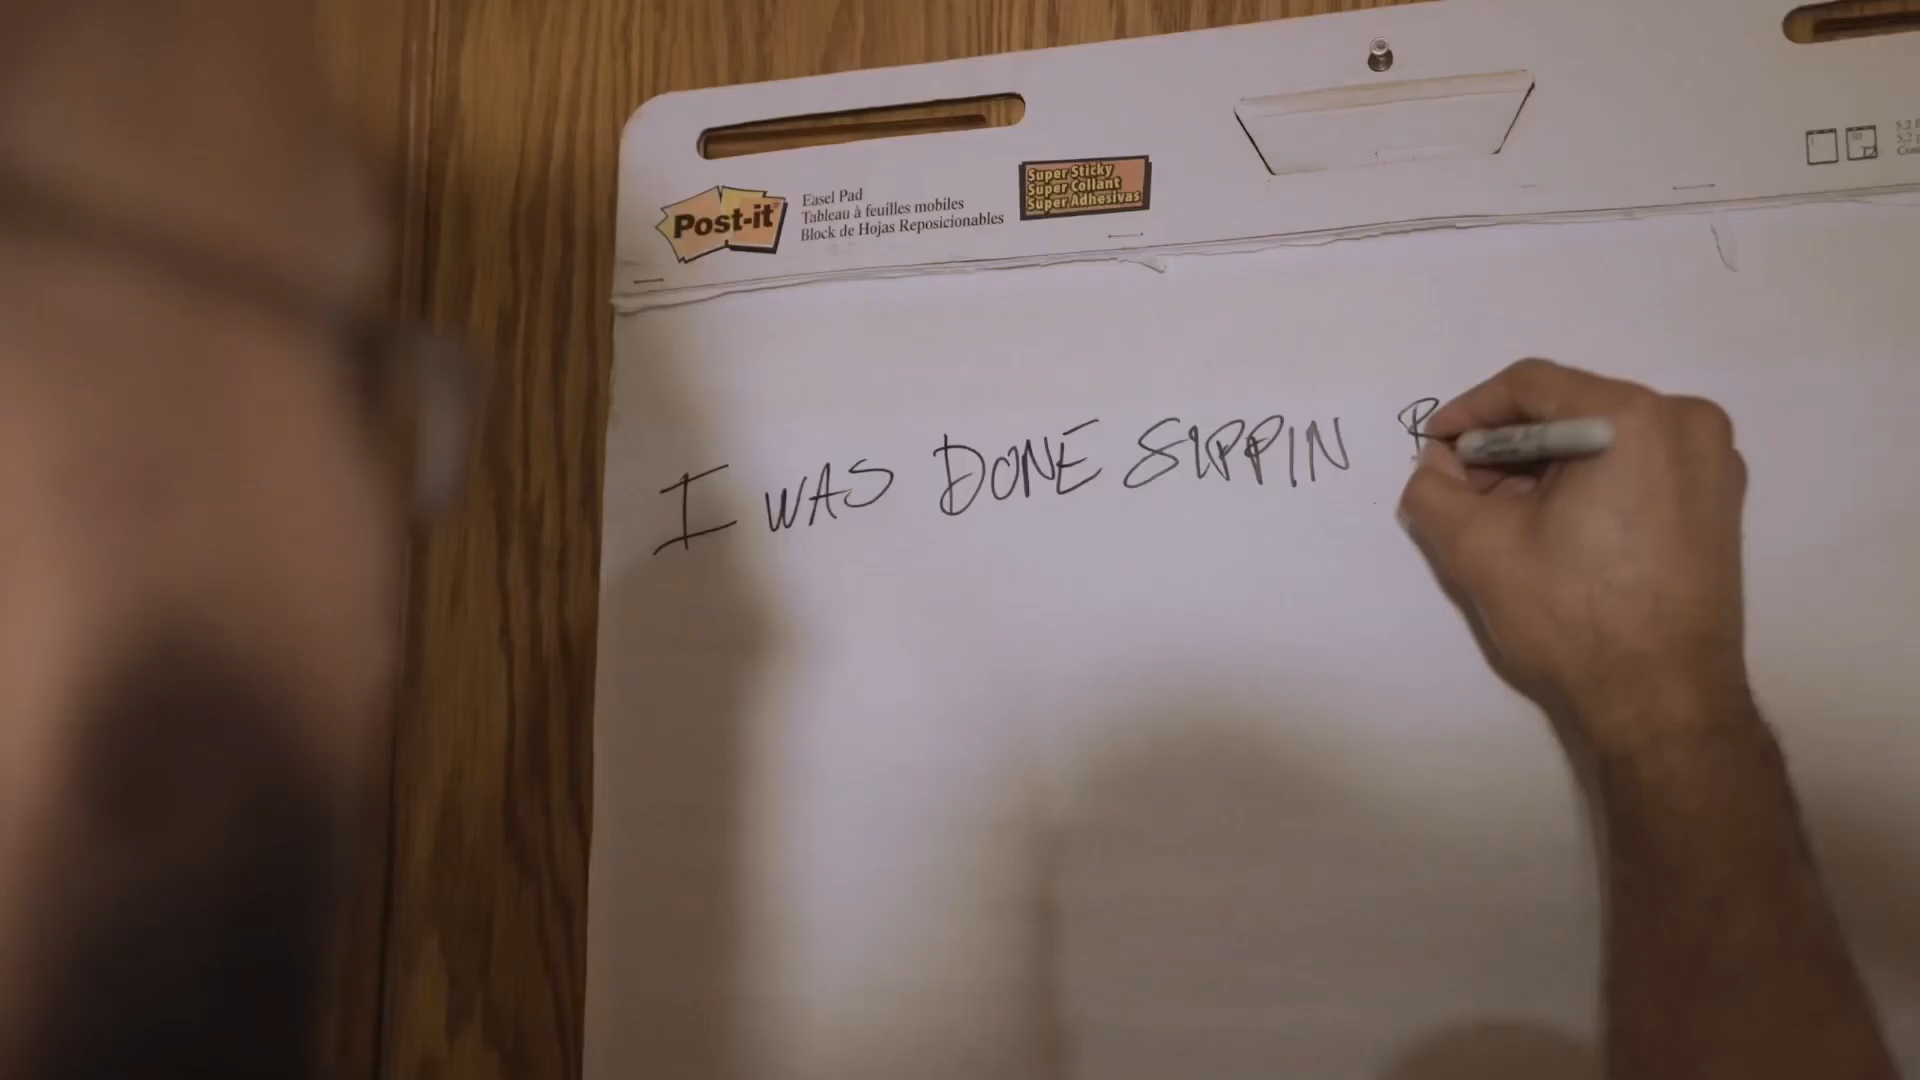 Post-it
Easel Pad
Tableau à feuilles mobiles
Block de Hojas Reposicionables
Super Sticky
Super Collant
Super Adhesivas
I WAS DONE SIPPIN